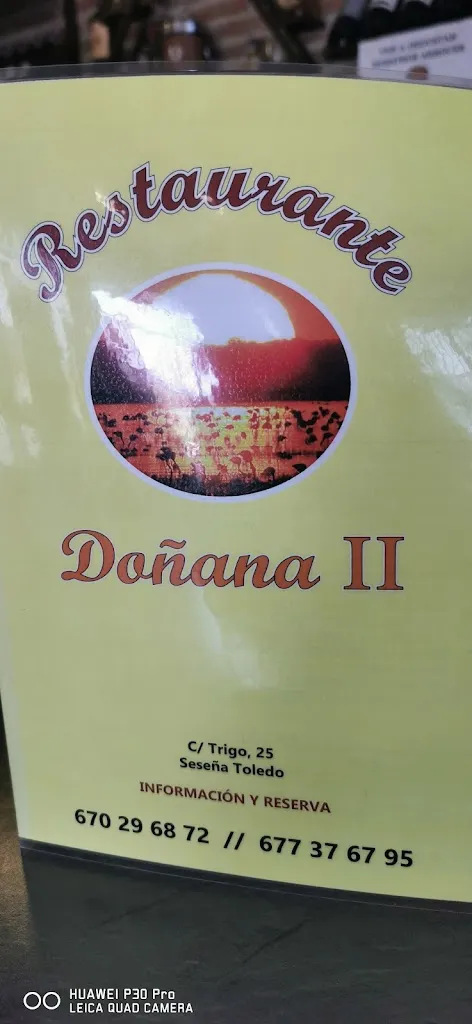 Restaurante
Doñana II
C/ Trigo, 25
Seseña Toledo
INFORMACIÓN Y RESERVA
670 29 68 72 // 677 37 67 95
HUAWEI P30 Pro
LEICA QUAD CAMERA